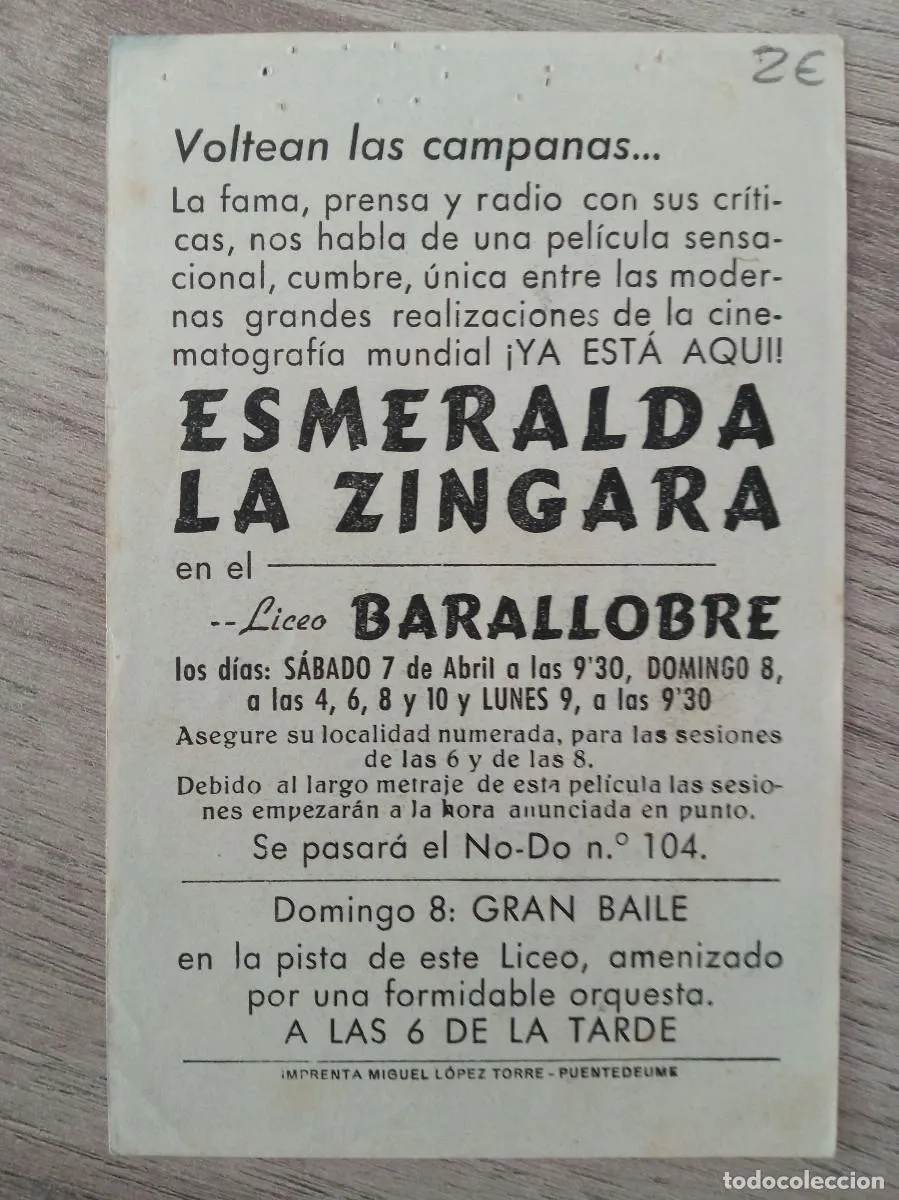 2€
Voltean las campanas...
La fama, prensa y radio con sus críti-
cas, nos habla de una película sensa-
cional, cumbre, única entre las moder-
nas grandes realizaciones de la cine-
matografía mundial ¡YA ESTÁ AQUI!
ESMERALDA
LA ZINGARA
en el
--Liceo BARALLOBRE
los días: SÁBADO 7 de Abril a las 9'30, DOMINGO 8,
a las 4, 6, 8 y 10 y LUNES 9, a las 9'30
Asegure su localidad numerada, para las sesiones
de las 6 y de las 8.
Debido al largo metraje de esta película las sesio-
nes empezarán a la hora anunciada en punto.
Se pasará el No-Do n.º 104.
Domingo 8: GRAN BAILE
en la pista de este Liceo, amenizado
por una formidable orquesta.
A LAS 6 DE LA TARDE
IMPRENTA MIGUEL LÓPEZ TORRE - PUENTEDEUME
todocoleccion